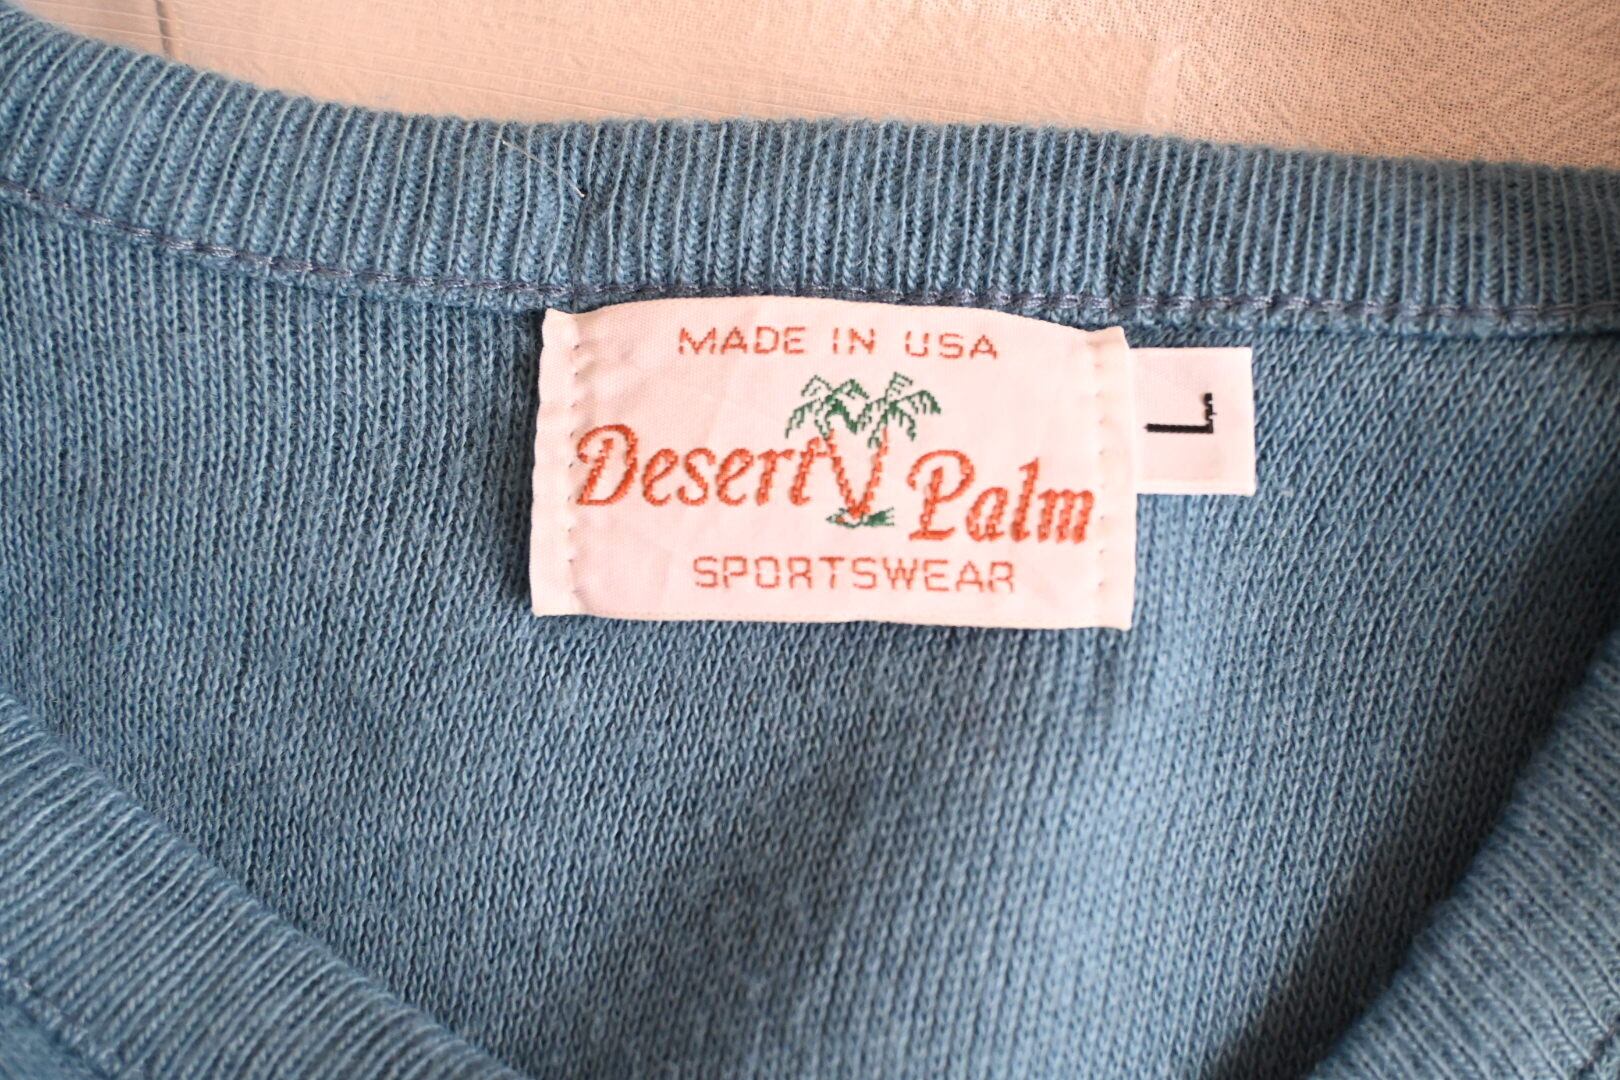 MADE IN USA
Desert Palm
SPORTSWEAR
L